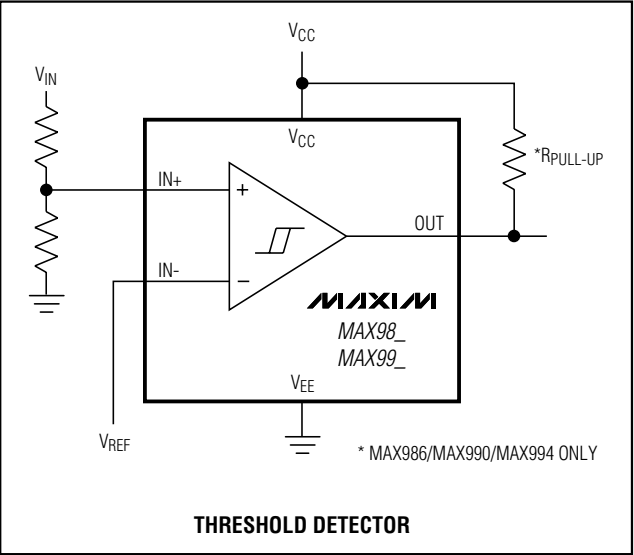 VCC
VIN
VCC
*RPULL-UP
IN+
+
OUT
IN-
−
MAXIM
MAX98_
MAX99_
VEE
VREF
* MAX986/MAX990/MAX994 ONLY
THRESHOLD DETECTOR